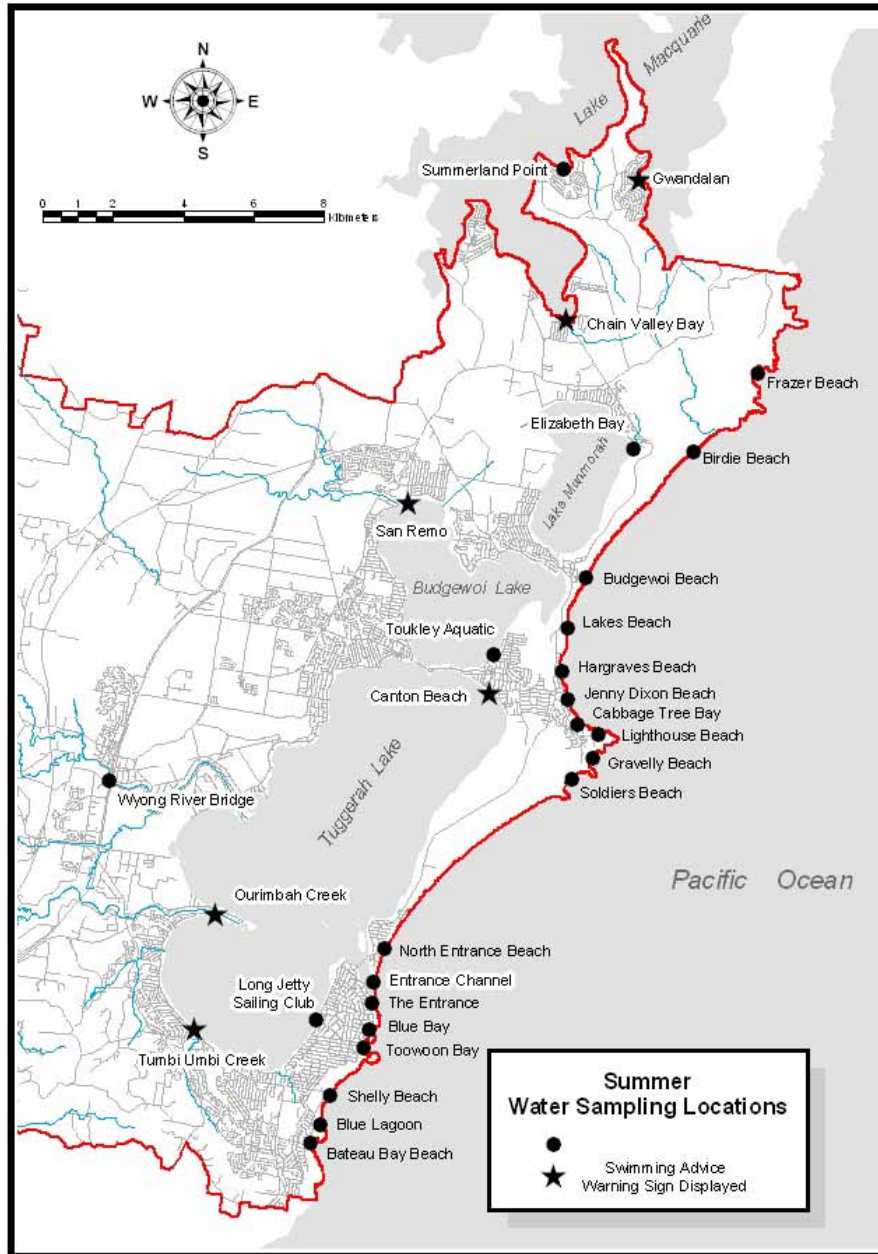 N
W
E
S
0 2 4 6 8
Kilometers
Lake Macquarie
Summerland Point
Gwandalan
Chain Valley Bay
Frazer Beach
Elizabeth Bay
Birdie Beach
Lake Munmorah
San Remo
Budgewoi Beach
Budgewoi Lake
Lakes Beach
Toukley Aquatic
Hargraves Beach
Canton Beach
Jenny Dixon Beach
Cabbage Tree Bay
Lighthouse Beach
Gravelly Beach
Soldiers Beach
Wyong River Bridge
Tuggerah Lake
Pacific Ocean
Ourimbah Creek
North Entrance Beach
Long Jetty
Sailing Club
Entrance Channel
The Entrance
Blue Bay
Toowoon Bay
Tumbi Umbi Creek
Shelly Beach
Blue Lagoon
Bateau Bay Beach
Summer
Water Sampling Locations
Swimming Advice
Warning Sign Displayed